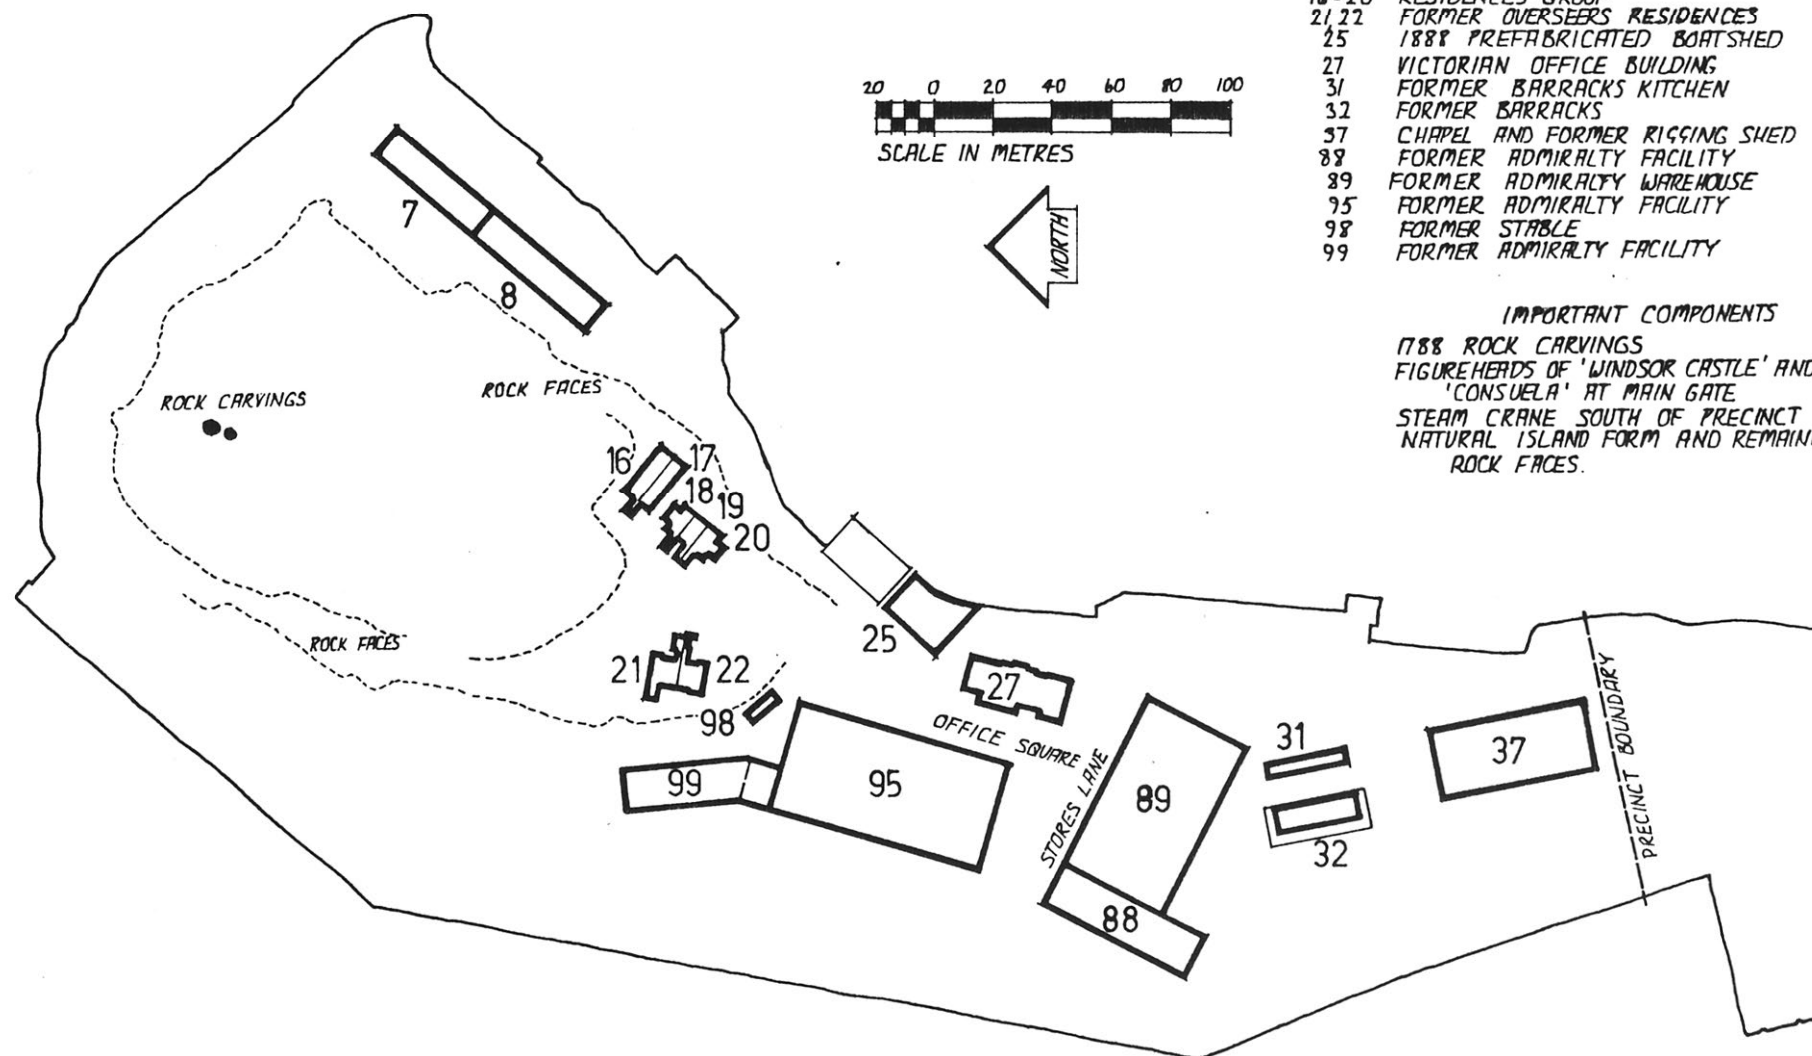 21,22 FORMER OVERSEERS RESIDENCES
25 1888 PREFABRICATED BOATSHED
27 VICTORIAN OFFICE BUILDING
31 FORMER BARRACKS KITCHEN
32 FORMER BARRACKS
37 CHAPEL AND FORMER RIGGING SHED
88 FORMER ADMIRALTY FACILITY
89 FORMER ADMIRALTY WAREHOUSE
95 FORMER ADMIRALTY FACILITY
98 FORMER STABLE
99 FORMER ADMIRALTY FACILITY
IMPORTANT COMPONENTS
1788 ROCK CARVINGS
FIGUREHEADS OF 'WINDSOR CASTLE' AND
'CONSUELA' AT MAIN GATE
STEAM CRANE SOUTH OF PRECINCT
NATURAL ISLAND FORM AND
ROCK FACES.
20 0 20 40 60 80 100
SCALE IN METRES
NORTH
7
8
ROCK CARVINGS
ROCK FACES
16
17
18
19
20
ROCK FACES
21
22
98
99
95
25
27
OFFICE SQUARE
STORES LANE
89
88
31
32
37
PRECINCT BOUNDARY